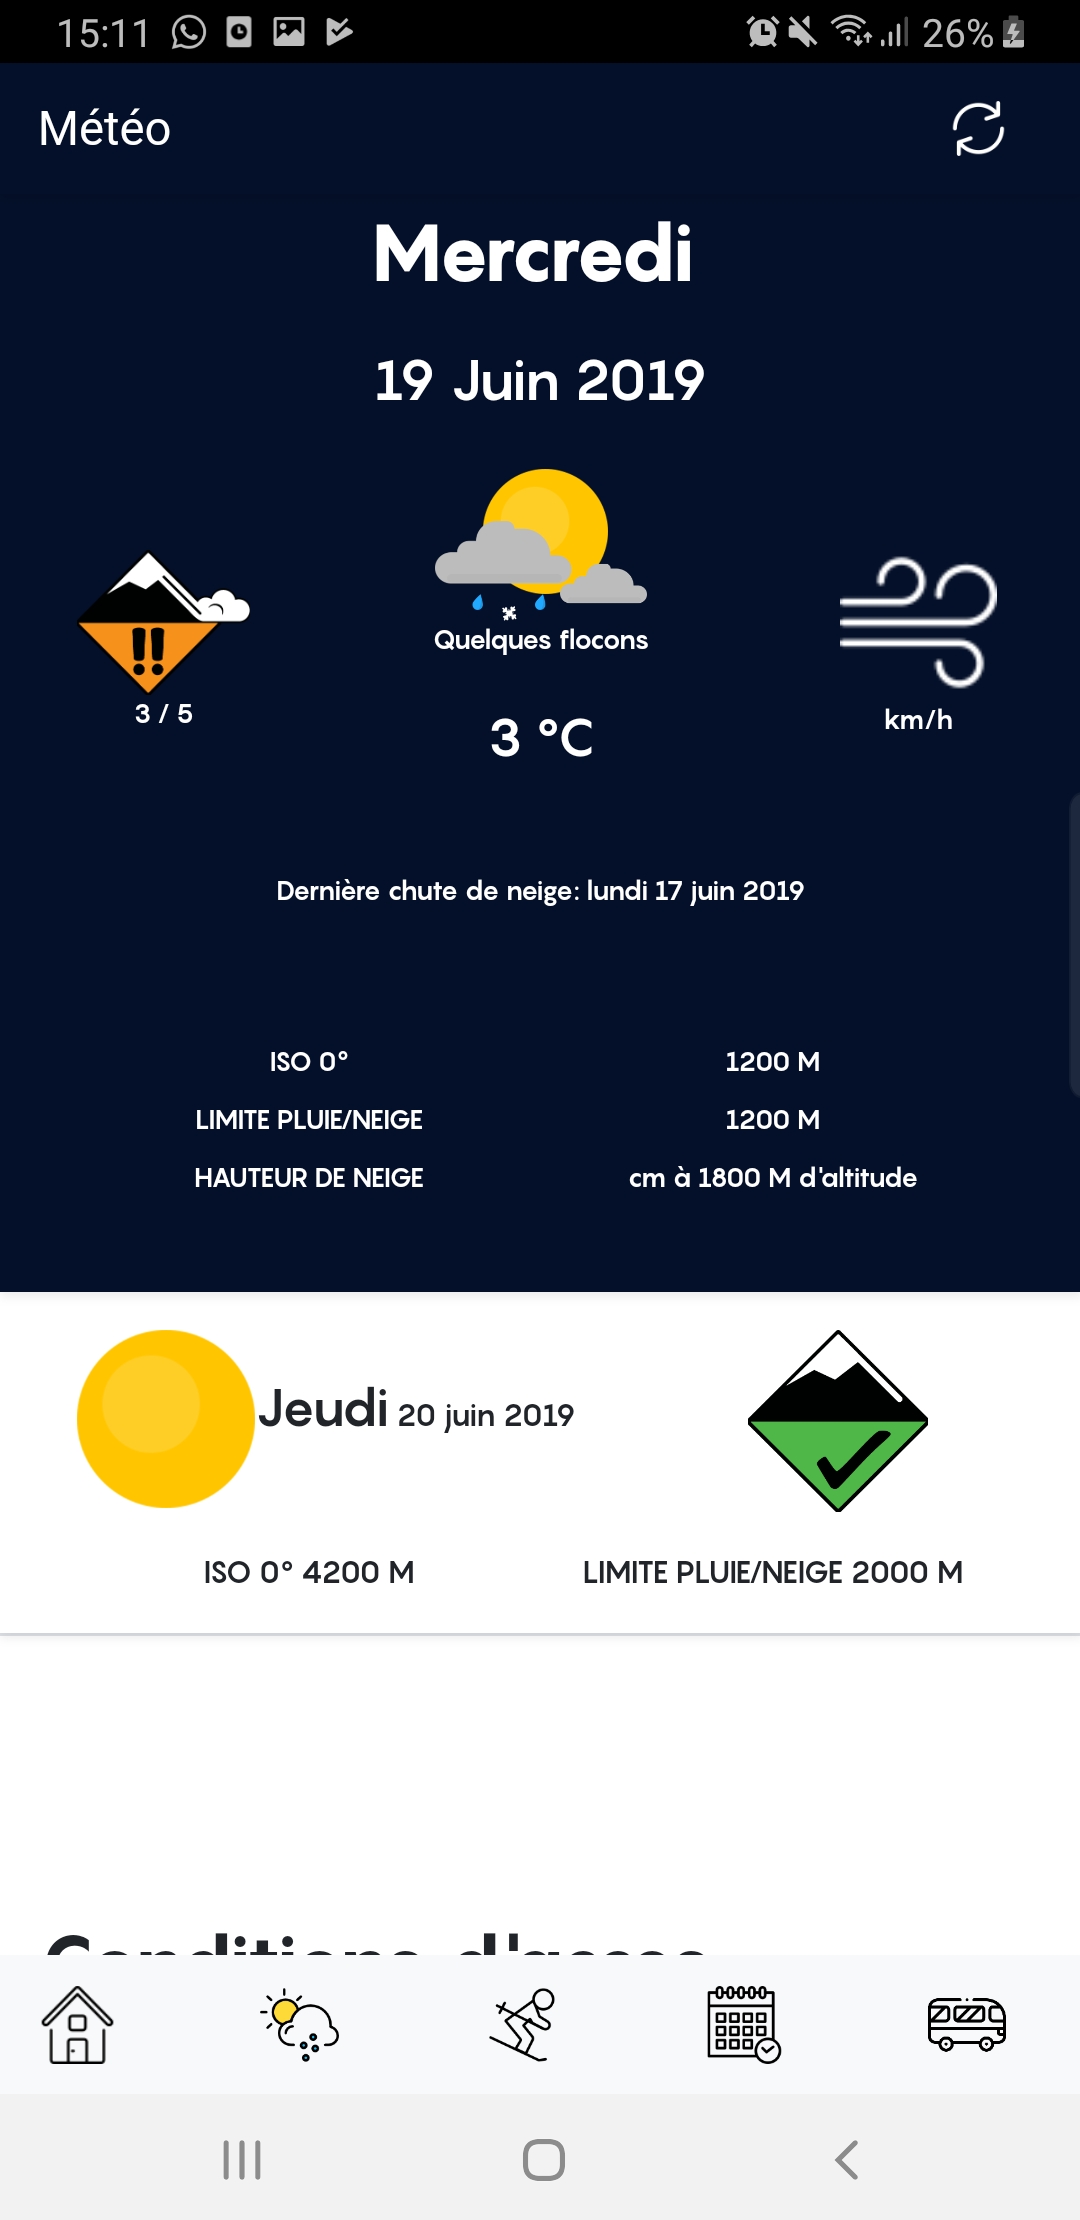 15:11
26%
Météo
Mercredi
19 Juin 2019
Quelques flocons
3 / 5
km/h
3 °C
Dernière chute de neige: lundi 17 juin 2019
ISO 0° 1200 M
LIMITE PLUIE/NEIGE 1200 M
HAUTEUR DE NEIGE cm à 1800 M d'altitude
Jeudi 20 juin 2019
ISO 0° 4200 M LIMITE PLUIE/NEIGE 2000 M